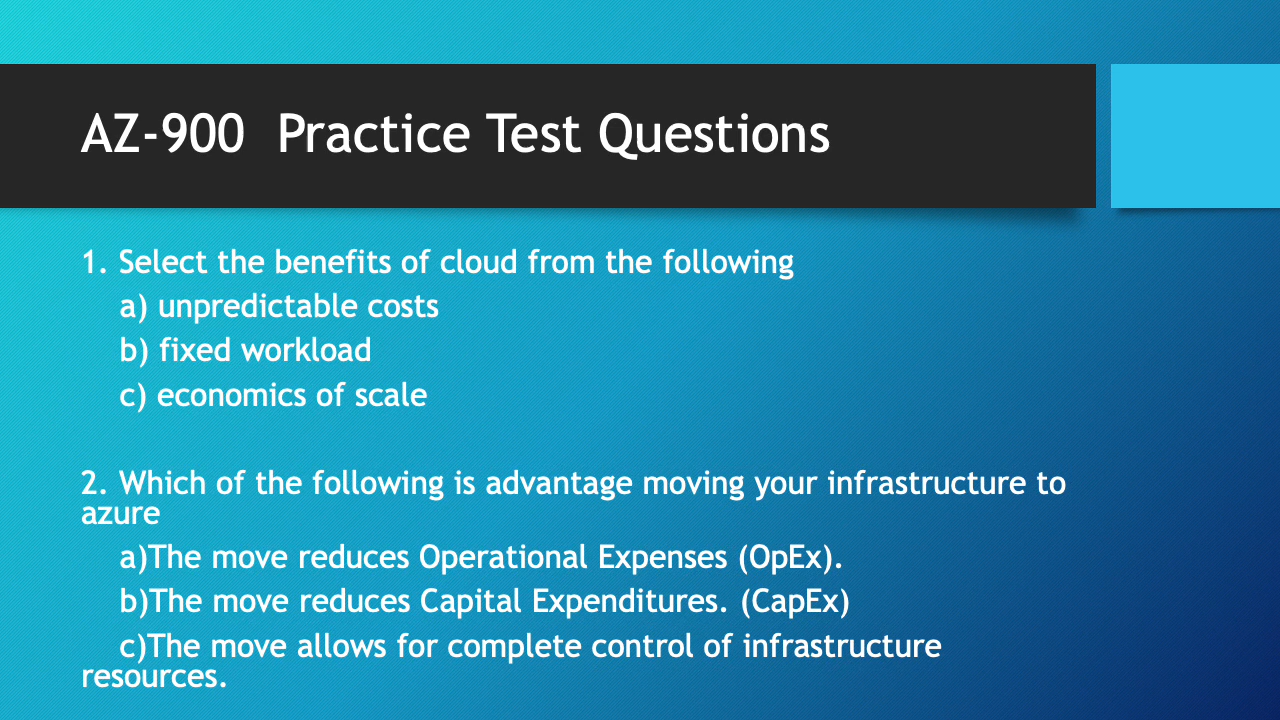 AZ-900  Practice Test Questions
1. Select the benefits of cloud from the following
a) unpredictable costs
b) fixed workload
c) economics of scale
2. Which of the following is advantage moving your infrastructure to
azure
a)The move reduces Operational Expenses (OpEx).
b)The move reduces Capital Expenditures. (CapEx)
c)The move allows for complete control of infrastructure
resources.